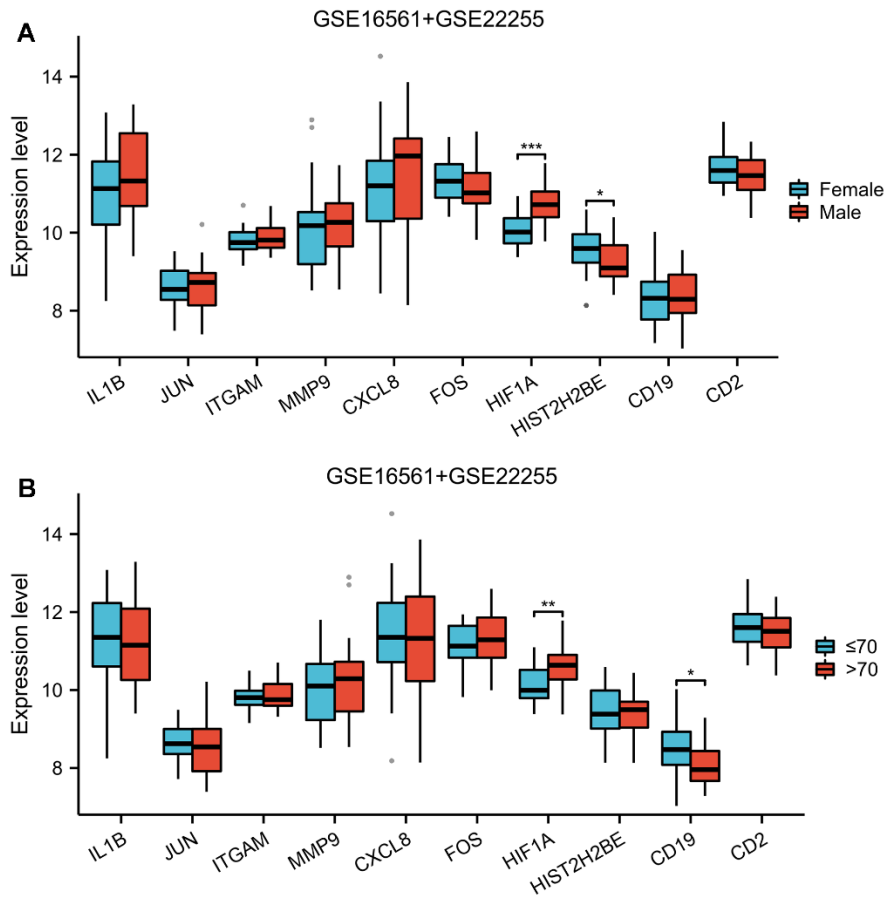 A
GSE16561+GSE22255
Expression level
14
12
10
8
***
*
Female
Male
IL1B
JUN
ITGAM
MMP9
CXCL8
FOS
HIF1A
HIST2H2BE
CD19
CD2
B
GSE16561+GSE22255
Expression level
14
12
10
8
**
*
≤70
>70
IL1B
JUN
ITGAM
MMP9
CXCL8
FOS
HIF1A
HIST2H2BE
CD19
CD2